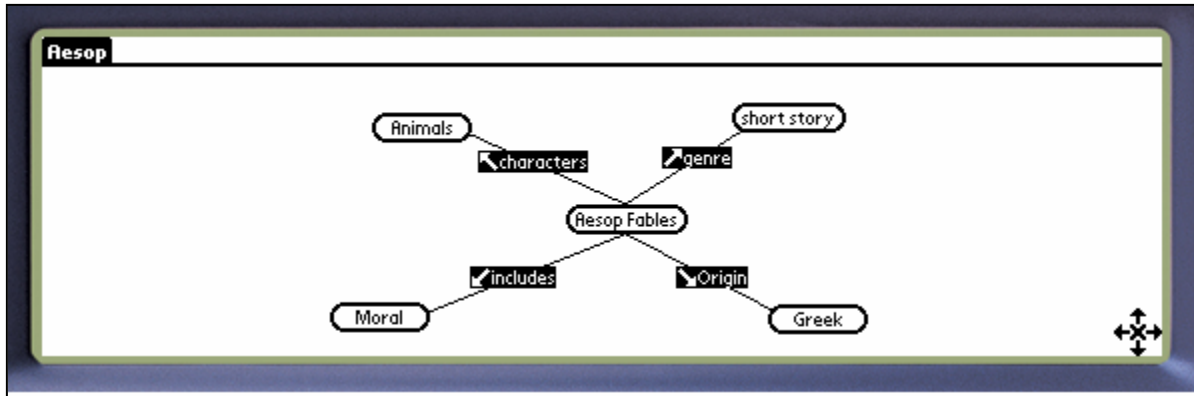 Aesop
Animals
short story
characters
genre
Aesop Fables
includes
Origin
Moral
Greek